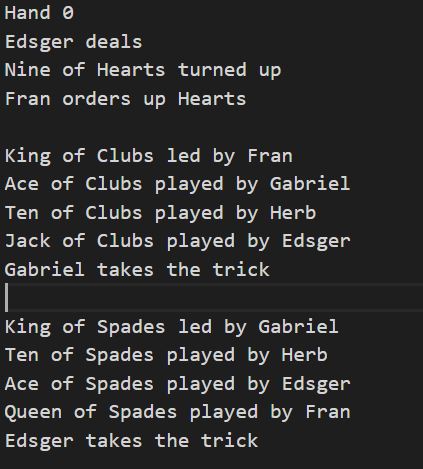 Hand 0
Edsger deals
Nine of Hearts turned up
Fran orders up Hearts
King of Clubs led by Fran
Ace of Clubs played by Gabriel
Ten of Clubs played by Herb
Jack of Clubs played by Edsger
Gabriel takes the trick
King of Spades led by Gabriel
Ten of Spades played by Herb
Ace of Spades played by Edsger
Queen of Spades played by Fran
Edsger takes the trick